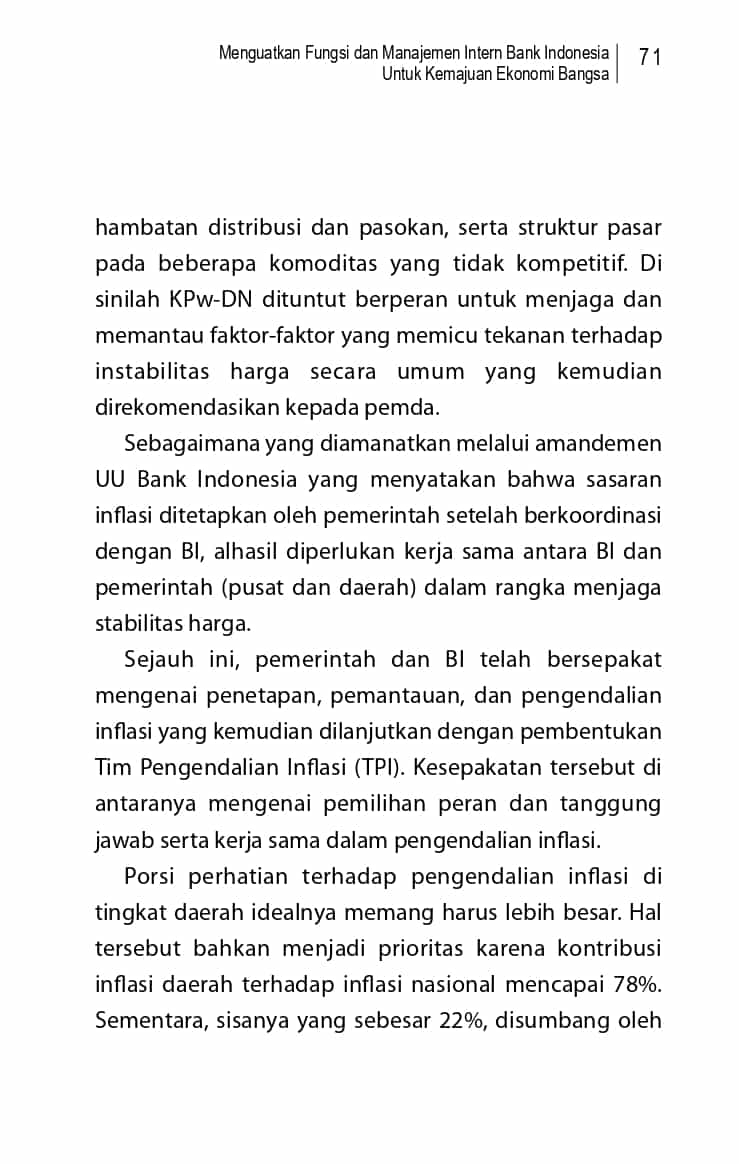 Menguatkan Fungsi dan Manajemen Intern Bank Indonesia
Untuk Kemajuan Ekonomi Bangsa
71
hambatan distribusi dan pasokan, serta struktur pasar
pada beberapa komoditas yang tidak kompetitif. Di
sinilah KPw-DN dituntut berperan untuk menjaga dan
memantau faktor-faktor yang memicu tekanan terhadap
instabilitas harga secara umum yang kemudian
direkomendasikan kepada pemda.
Sebagaimana yang diamanatkan melalui amandemen
UU Bank Indonesia yang menyatakan bahwa sasaran
inflasi ditetapkan oleh pemerintah setelah berkoordinasi
dengan BI, alhasil diperlukan kerja sama antara BI dan
pemerintah (pusat dan daerah) dalam rangka menjaga
stabilitas harga.
Sejauh ini, pemerintah dan BI telah bersepakat
mengenai penetapan, pemantauan, dan pengendalian
inflasi yang kemudian dilanjutkan dengan pembentukan
Tim Pengendalian Inflasi (TPI). Kesepakatan tersebut di
antaranya mengenai pemilihan peran dan tanggung
jawab serta kerja sama dalam pengendalian inflasi.
Porsi perhatian terhadap pengendalian inflasi di
tingkat daerah idealnya memang harus lebih besar. Hal
tersebut bahkan menjadi prioritas karena kontribusi
inflasi daerah terhadap inflasi nasional mencapai 78%.
Sementara, sisanya yang sebesar 22%, disumbang oleh